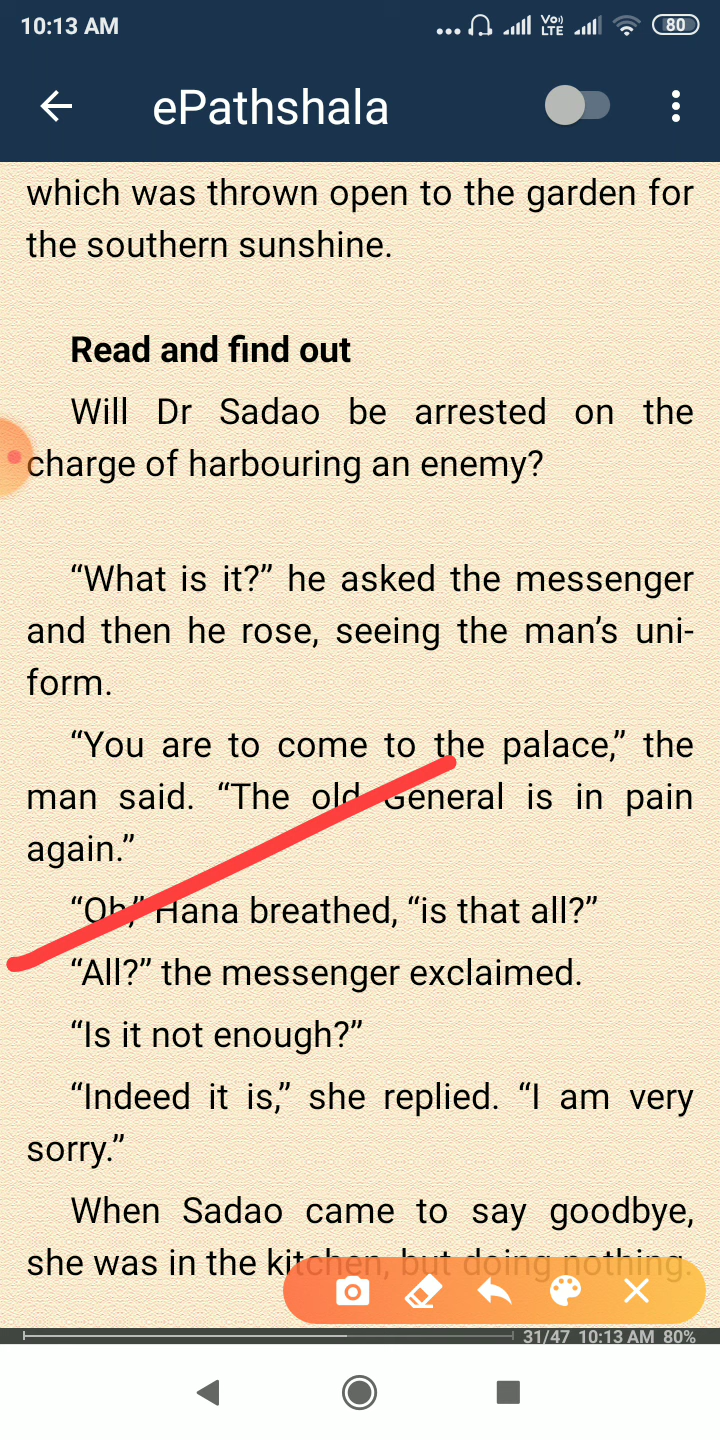 10:13 AM
Vo))
LTE
80
ePathshala
which was thrown open to the garden for
the southern sunshine.
Read and find out
Will Dr Sadao be arrested on the
charge of harbouring an enemy?
“What is it?” he asked the messenger
and then he rose, seeing the man’s uni-
form.
“You are to come to the palace,” the
man said. “The old General is in pain
again.”
“Oh,” Hana breathed, “is that all?”
“All?” the messenger exclaimed.
“Is it not enough?”
“Indeed it is,” she replied. “I am very
sorry.”
When Sadao came to say goodbye,
she was in the kitchen, but doing nothing.
31/47 10:13 AM 80%